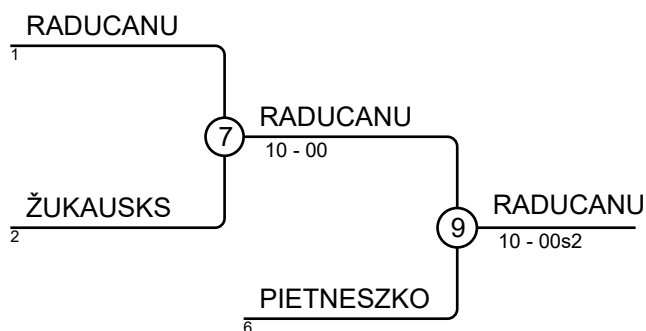 RADUCANU
1
7
RADUCANU
10 - 00
ŽUKAUSKS
2
9
RADUCANU
10 - 00s2
PIETNESZKO
6